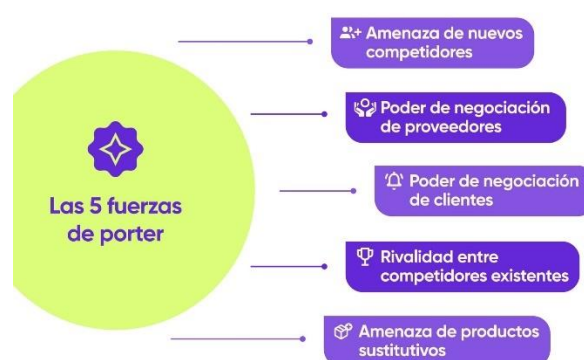 Las 5 fuerzas
de porter
Amenaza de nuevos
competidores
Poder de negociación
de proveedores
Poder de negociación
de clientes
Rivalidad entre
competidores existentes
Amenaza de productos
sustitutivos